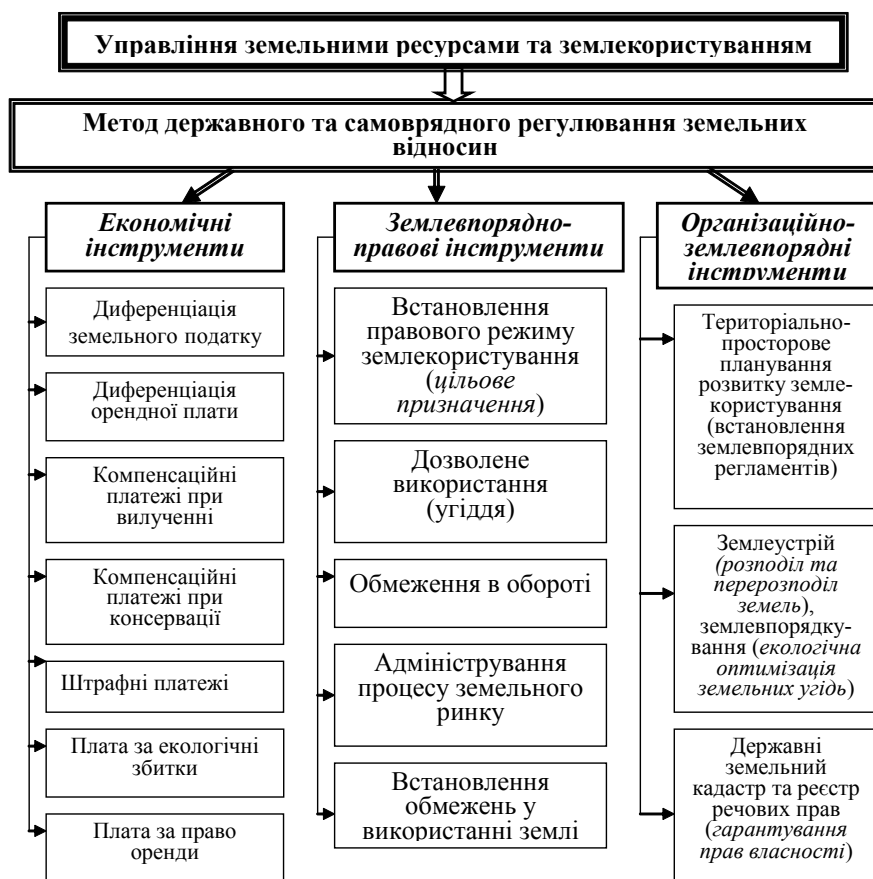 Управління земельними ресурсами та землекористуванням
Метод державного та самоврядного регулювання земельних
відносин
Економічні
інструменти
Диференціація
земельного податку
Диференціація
орендної плати
Компенсаційні
платежі при
вилученні
Компенсаційні
платежі при
консервації
Штрафні платежі
Плата за екологічні
збитки
Плата за право
оренди
Землевпорядно-
правові інструменти
Встановлення
правового режиму
землекористування
(цільове
призначення)
Дозволене
використання
(угіддя)
Обмеження в обороті
Адміністрування
процесу земельного
ринку
Встановлення
обмежень у
використанні землі
Організаційно-
землевпорядні
інструменти
Територіально-
просторове
планування
розвитку земле-
користування
(встановлення
землевпорядних
регламентів)
Землеустрій
(розподіл та
перерозподіл
земель),
землевпорядку-
вання (екологічна
оптимізація
земельних угідь)
Державні
земельний
кадастр та реєстр
речових прав
(гарантування
прав власності)